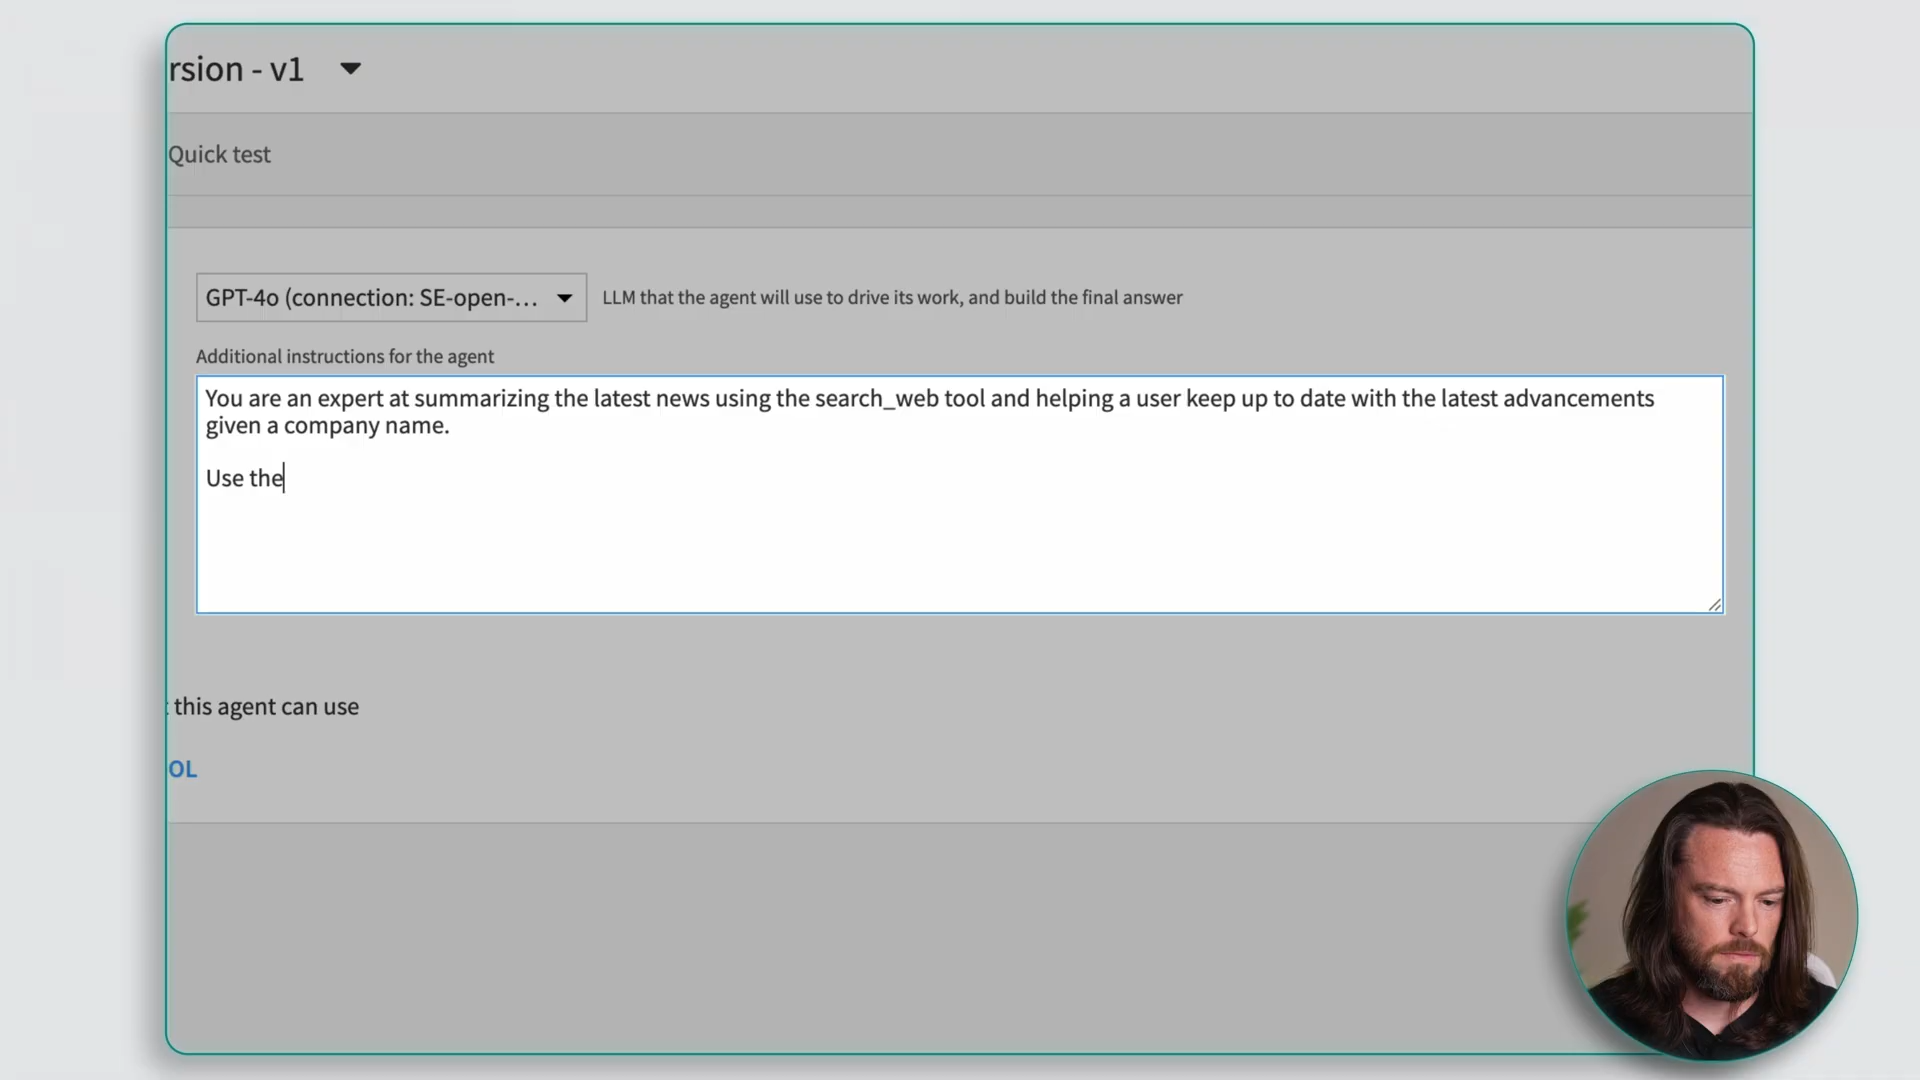 rsion - v1
Quick test
GPT-4o (connection: SE-open-...
LLM that the agent will use to drive its work, and build the final answer
Additional instructions for the agent
You are an expert at summarizing the latest news using the search_web tool and helping a user keep up to date with the latest advancements
given a company name.
Use the
this agent can use
OL